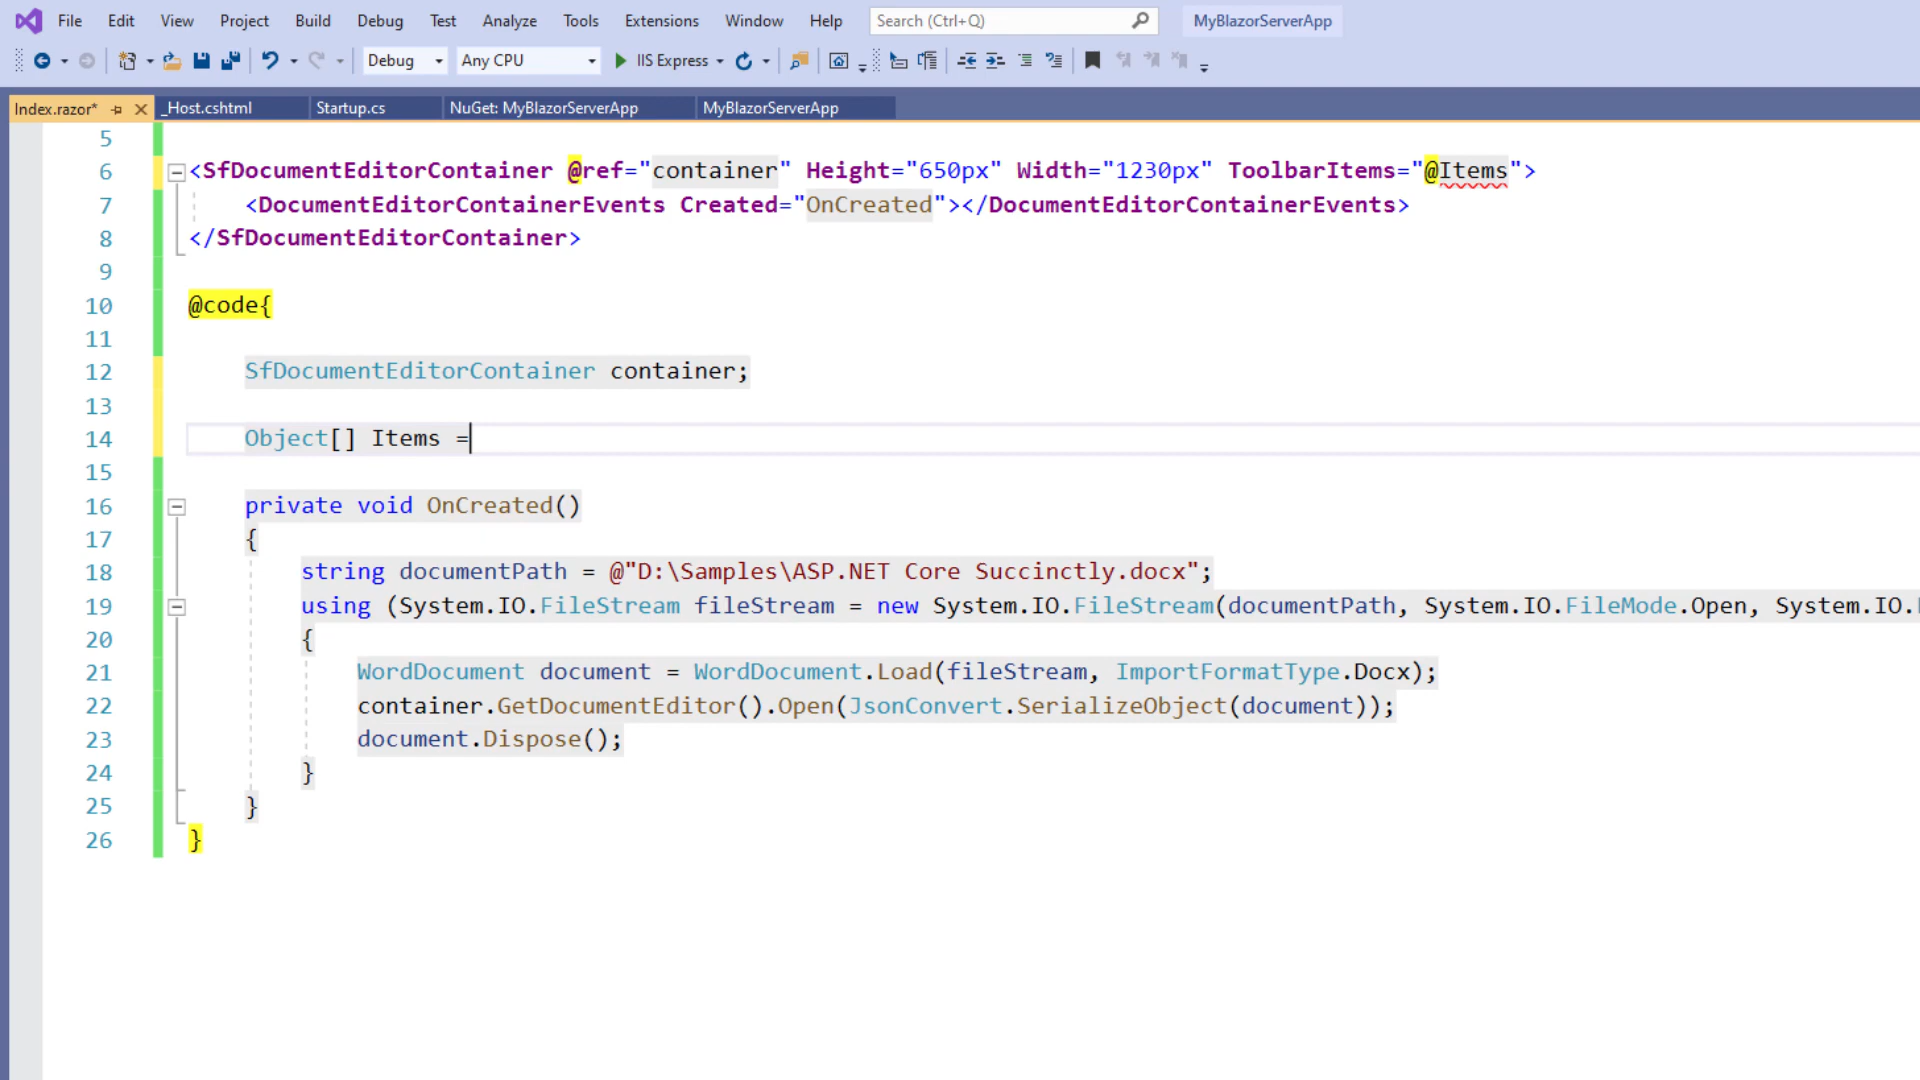 File Edit View Project Build Debug Test Analyze Tools Extensions Window Help Search (Ctrl+Q) MyBlazorServerApp
Debug Any CPU IIS Express
Index.razor* _Host.cshtml Startup.cs NuGet: MyBlazorServerApp MyBlazorServerApp
5
6 <SfDocumentEditorContainer @ref="container" Height="650px" Width="1230px" ToolbarItems="@Items">
7 <DocumentEditorContainerEvents Created="OnCreated"></DocumentEditorContainerEvents>
8 </SfDocumentEditorContainer>
9
10 @code{
11
12 SfDocumentEditorContainer container;
13
14 Object[] Items =
15
16 private void OnCreated()
17 {
18 string documentPath = @"D:\Samples\ASP.NET Core Succinctly.docx";
19 using (System.IO.FileStream fileStream = new System.IO.FileStream(documentPath, System.IO.FileMode.Open, System.IO.
20 {
21 WordDocument document = WordDocument.Load(fileStream, ImportFormatType.Docx);
22 container.GetDocumentEditor().Open(JsonConvert.SerializeObject(document));
23 document.Dispose();
24 }
25 }
26 }